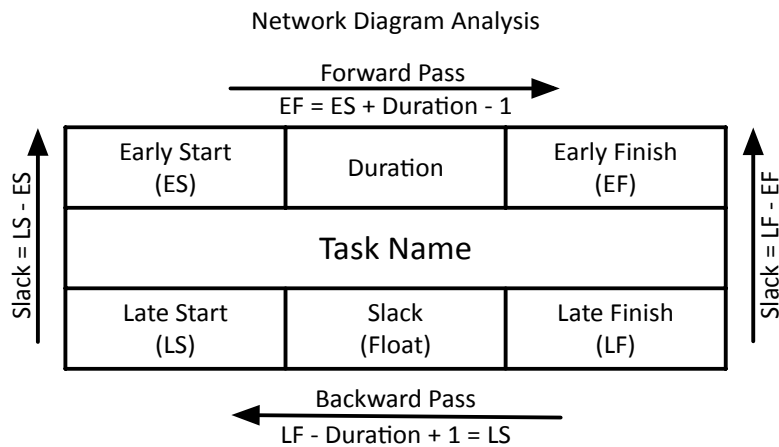 Network Diagram Analysis
Forward Pass
EF = ES + Duration - 1
Slack = LS - ES
Early Start
(ES)
Duration
Early Finish
(EF)
Slack = LF - EF
Task Name
Late Start
(LS)
Slack
(Float)
Late Finish
(LF)
Backward Pass
LF - Duration + 1 = LS